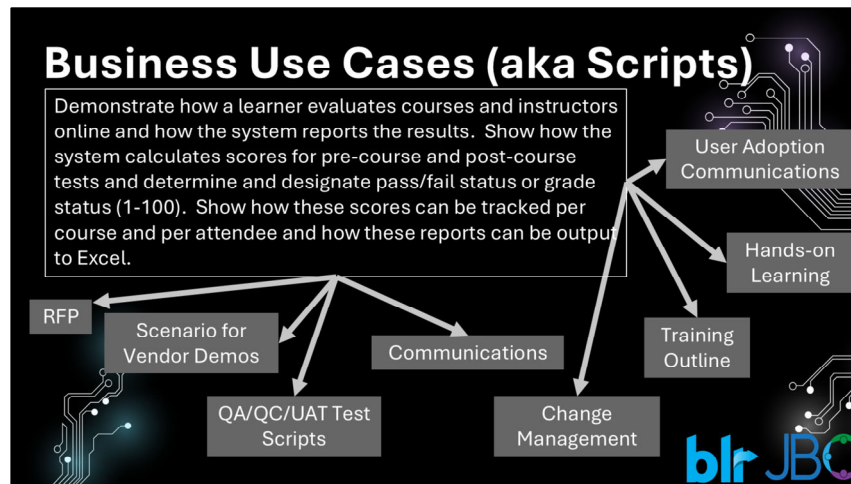 Business Use Cases (aka Scripts)
Demonstrate how a learner evaluates courses and instructors
online and how the system reports the results. Show how the
system calculates scores for pre-course and post-course
tests and determine and designate pass/fail status or grade
status (1-100). Show how these scores can be tracked per
course and per attendee and how these reports can be output
to Excel.
User Adoption
Communications
Hands-on
Learning
RFP
Scenario for
Vendor Demos
Communications
Training
Outline
QA/QC/UAT Test
Scripts
Change
Management
blr
JBC